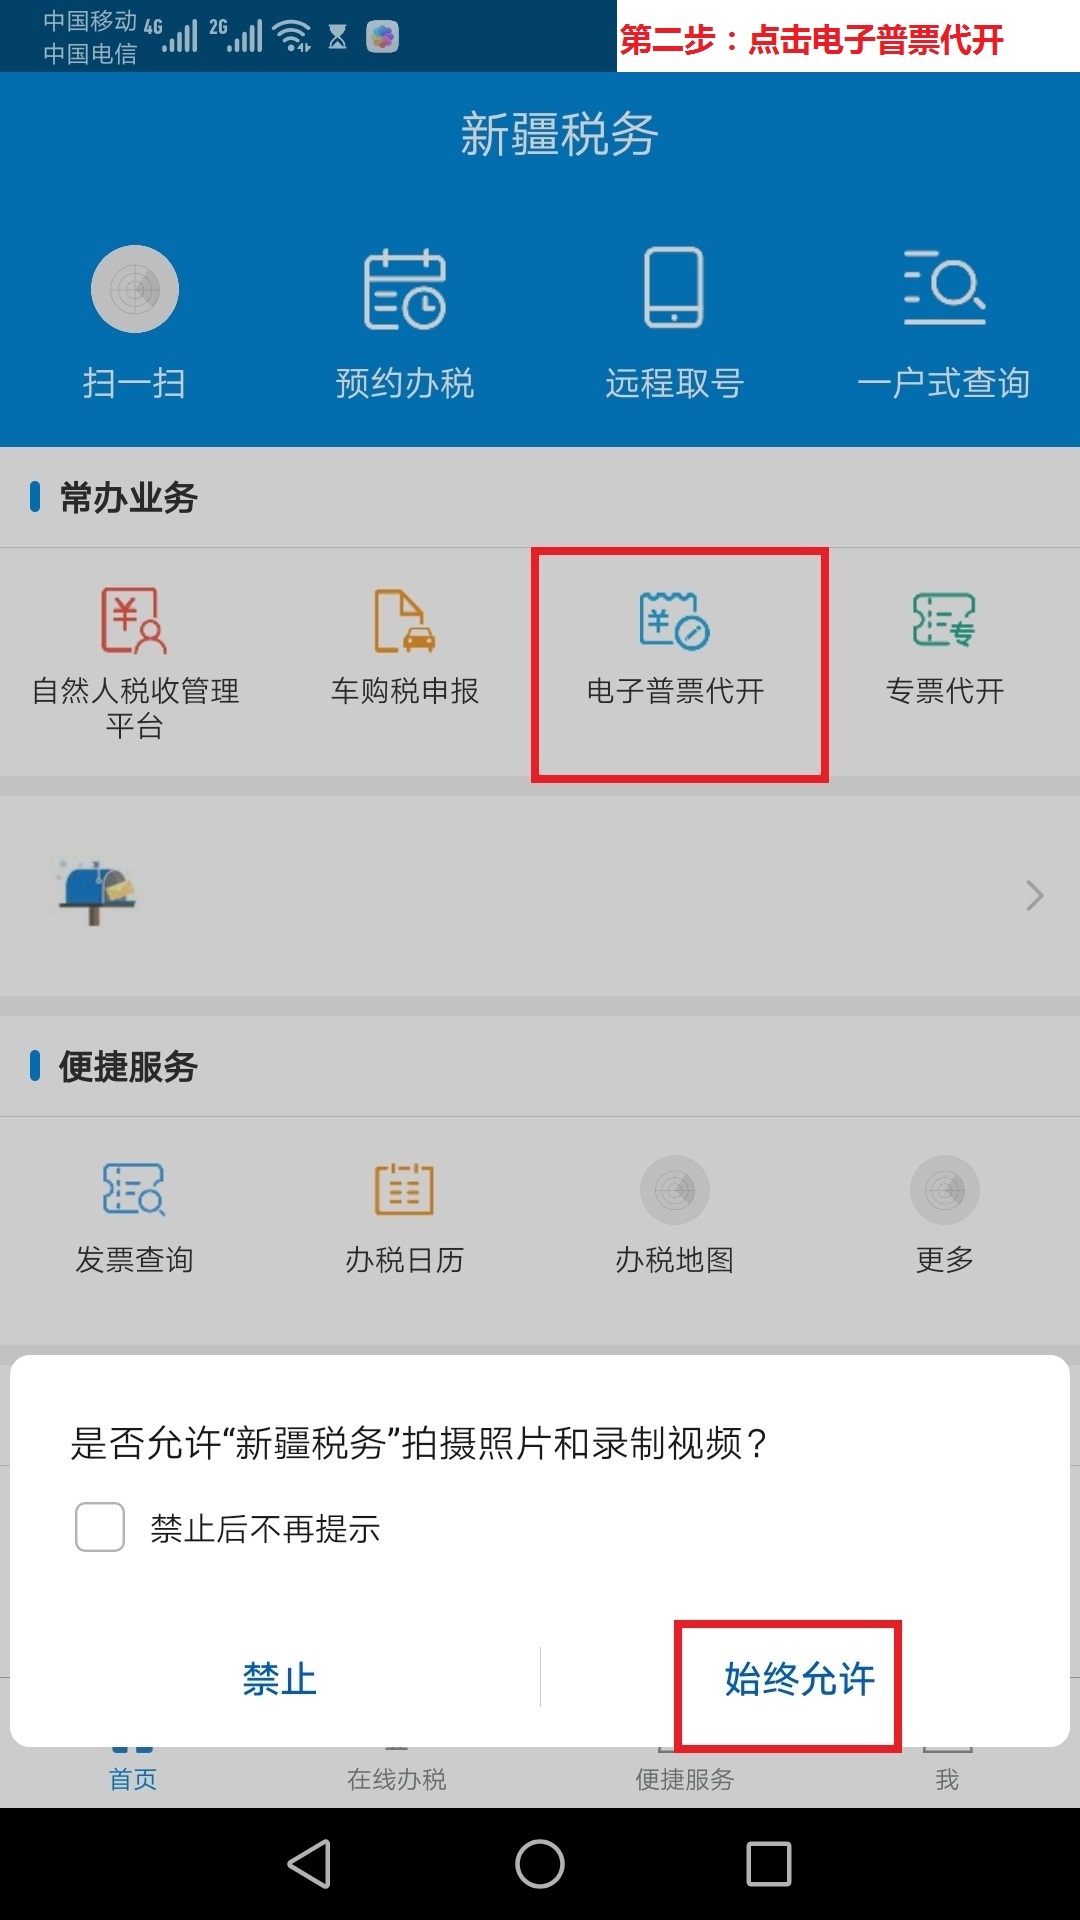 中国移动 4G 2G
中国电信
第二步：点击电子普票代开
新疆税务
扫一扫 预约办税 远程取号 一户式查询
常办业务
自然人税收管理平台 车购税申报 电子普票代开 专票代开
便捷服务
发票查询 办税日历 办税地图 更多
是否允许“新疆税务”拍摄照片和录制视频？
禁止后不再提示
禁止 始终允许
首页 在线办税 便捷服务 我